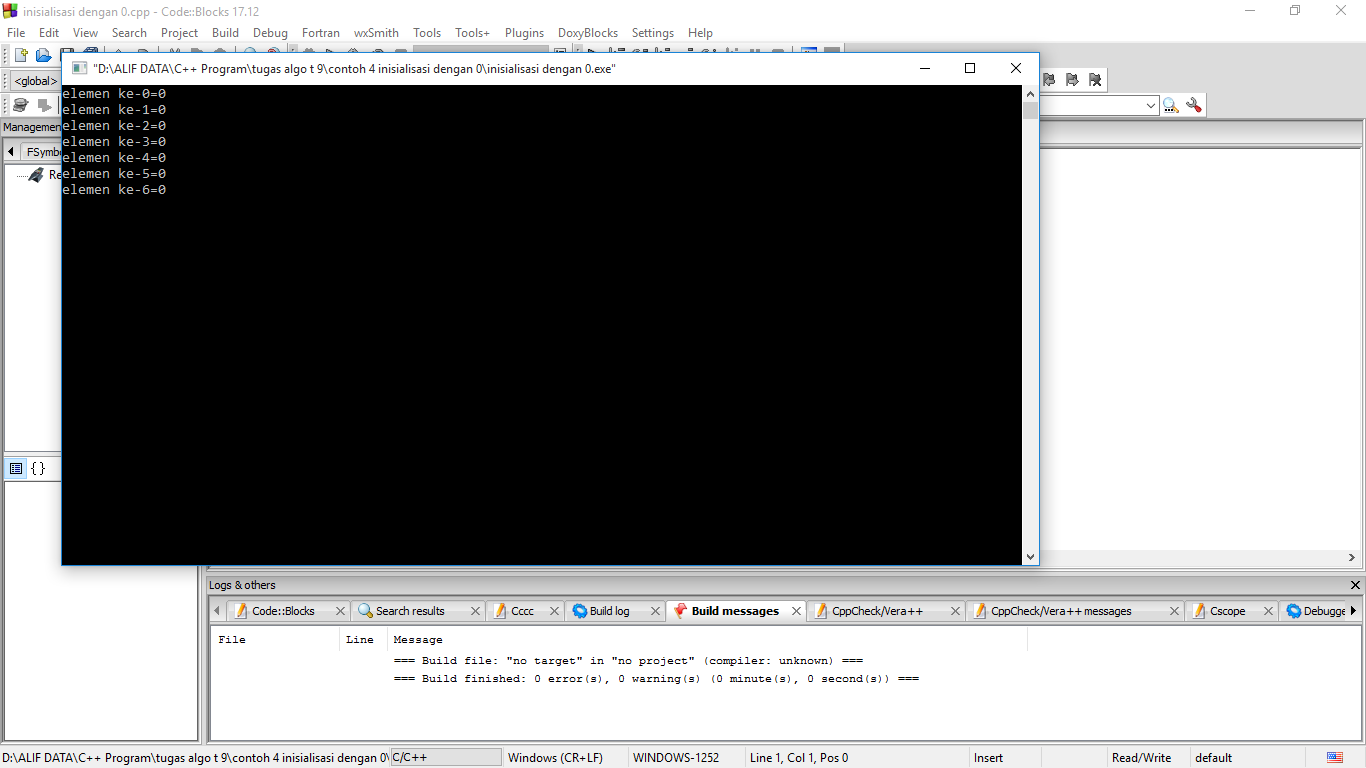 inisialisasi dengan 0.cpp - Code::Blocks 17.12
File Edit View Search Project Build Debug Fortran wxSmith Tools Tools+ Plugins DoxyBlocks Settings Help
"D:\ALIF DATA\C++ Program\tugas algo t 9\contoh 4 inisialisasi dengan 0\inisialisasi dengan 0.exe"
<global>
elemen ke-0=0
elemen ke-1=0
elemen ke-2=0
elemen ke-3=0
elemen ke-4=0
elemen ke-5=0
elemen ke-6=0
Managemen
FSymb
Re
{}
Logs & others
Code::Blocks Search results Cccc Build log Build messages CppCheck/Vera++ CppCheck/Vera++ messages Cscope Debugge
File Line Message
=== Build file: "no target" in "no project" (compiler: unknown) ===
=== Build finished: 0 error(s), 0 warning(s) (0 minute(s), 0 second(s)) ===
D:\ALIF DATA\C++ Program\tugas algo t 9\contoh 4 inisialisasi dengan 0\ C/C++ Windows (CR+LF) WINDOWS-1252 Line 1, Col 1, Pos 0 Insert Read/Write default